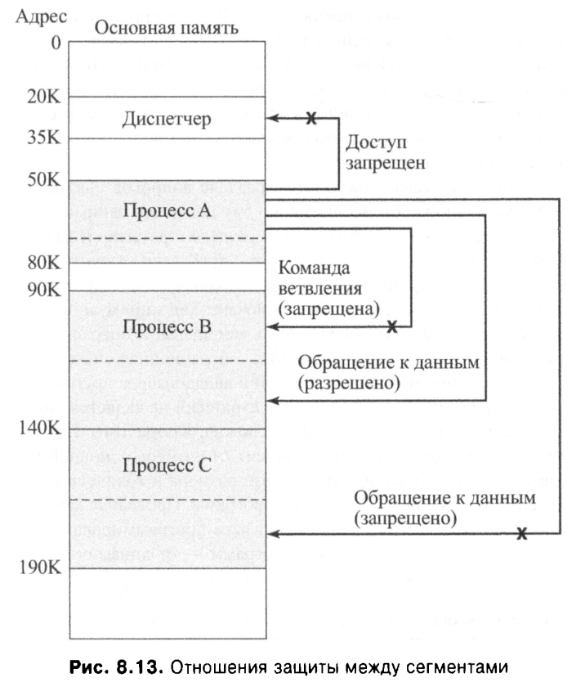 Адрес
Основная память
0
20K
Диспетчер
35K
Доступ
запрещен
50K
Процесс A
80K
Команда
ветвления
(запрещена)
90K
Процесс B
Обращение к данным
(разрешено)
140K
Процесс C
Обращение к данным
(запрещено)
190K
Рис. 8.13. Отношения защиты между сегментами